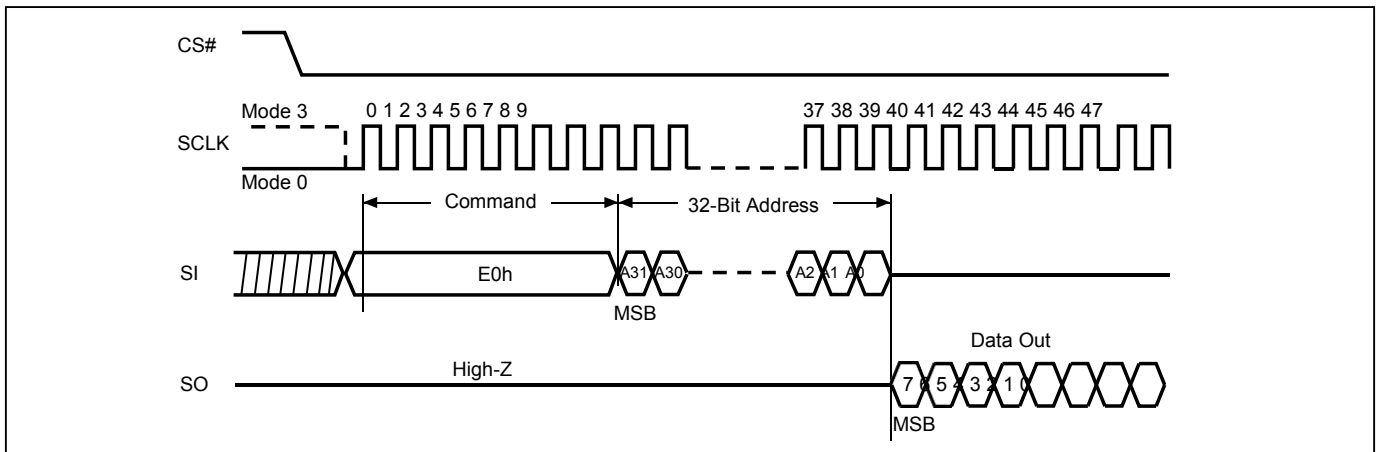 CS#
Mode 3
0 1 2 3 4 5 6 7 8 9
37 38 39 40 41 42 43 44 45 46 47
SCLK
Mode 0
Command
32-Bit Address
SI
E0h
A31
A30
A2
A1
A0
MSB
Data Out
High-Z
SO
7 6 5 4 3 2 1 0
MSB